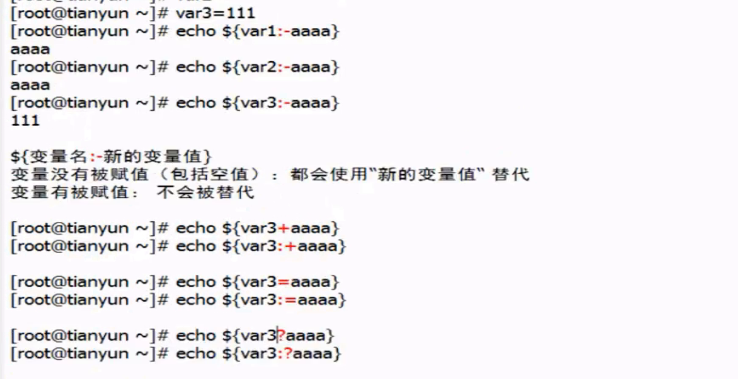 [root@tianyun ~]# var3=111
[root@tianyun ~]# echo ${var1:-aaaa}
aaaa
[root@tianyun ~]# echo ${var2:-aaaa}
aaaa
[root@tianyun ~]# echo ${var3:-aaaa}
111
${变量名:-新的变量值}
变量没有被赋值（包括空值）：都会使用“新的变量值“ 替代
变量有被赋值： 不会被替代
[root@tianyun ~]# echo ${var3+aaaa}
[root@tianyun ~]# echo ${var3:+aaaa}
[root@tianyun ~]# echo ${var3=aaaa}
[root@tianyun ~]# echo ${var3:=aaaa}
[root@tianyun ~]# echo ${var3?aaaa}
[root@tianyun ~]# echo ${var3:?aaaa}